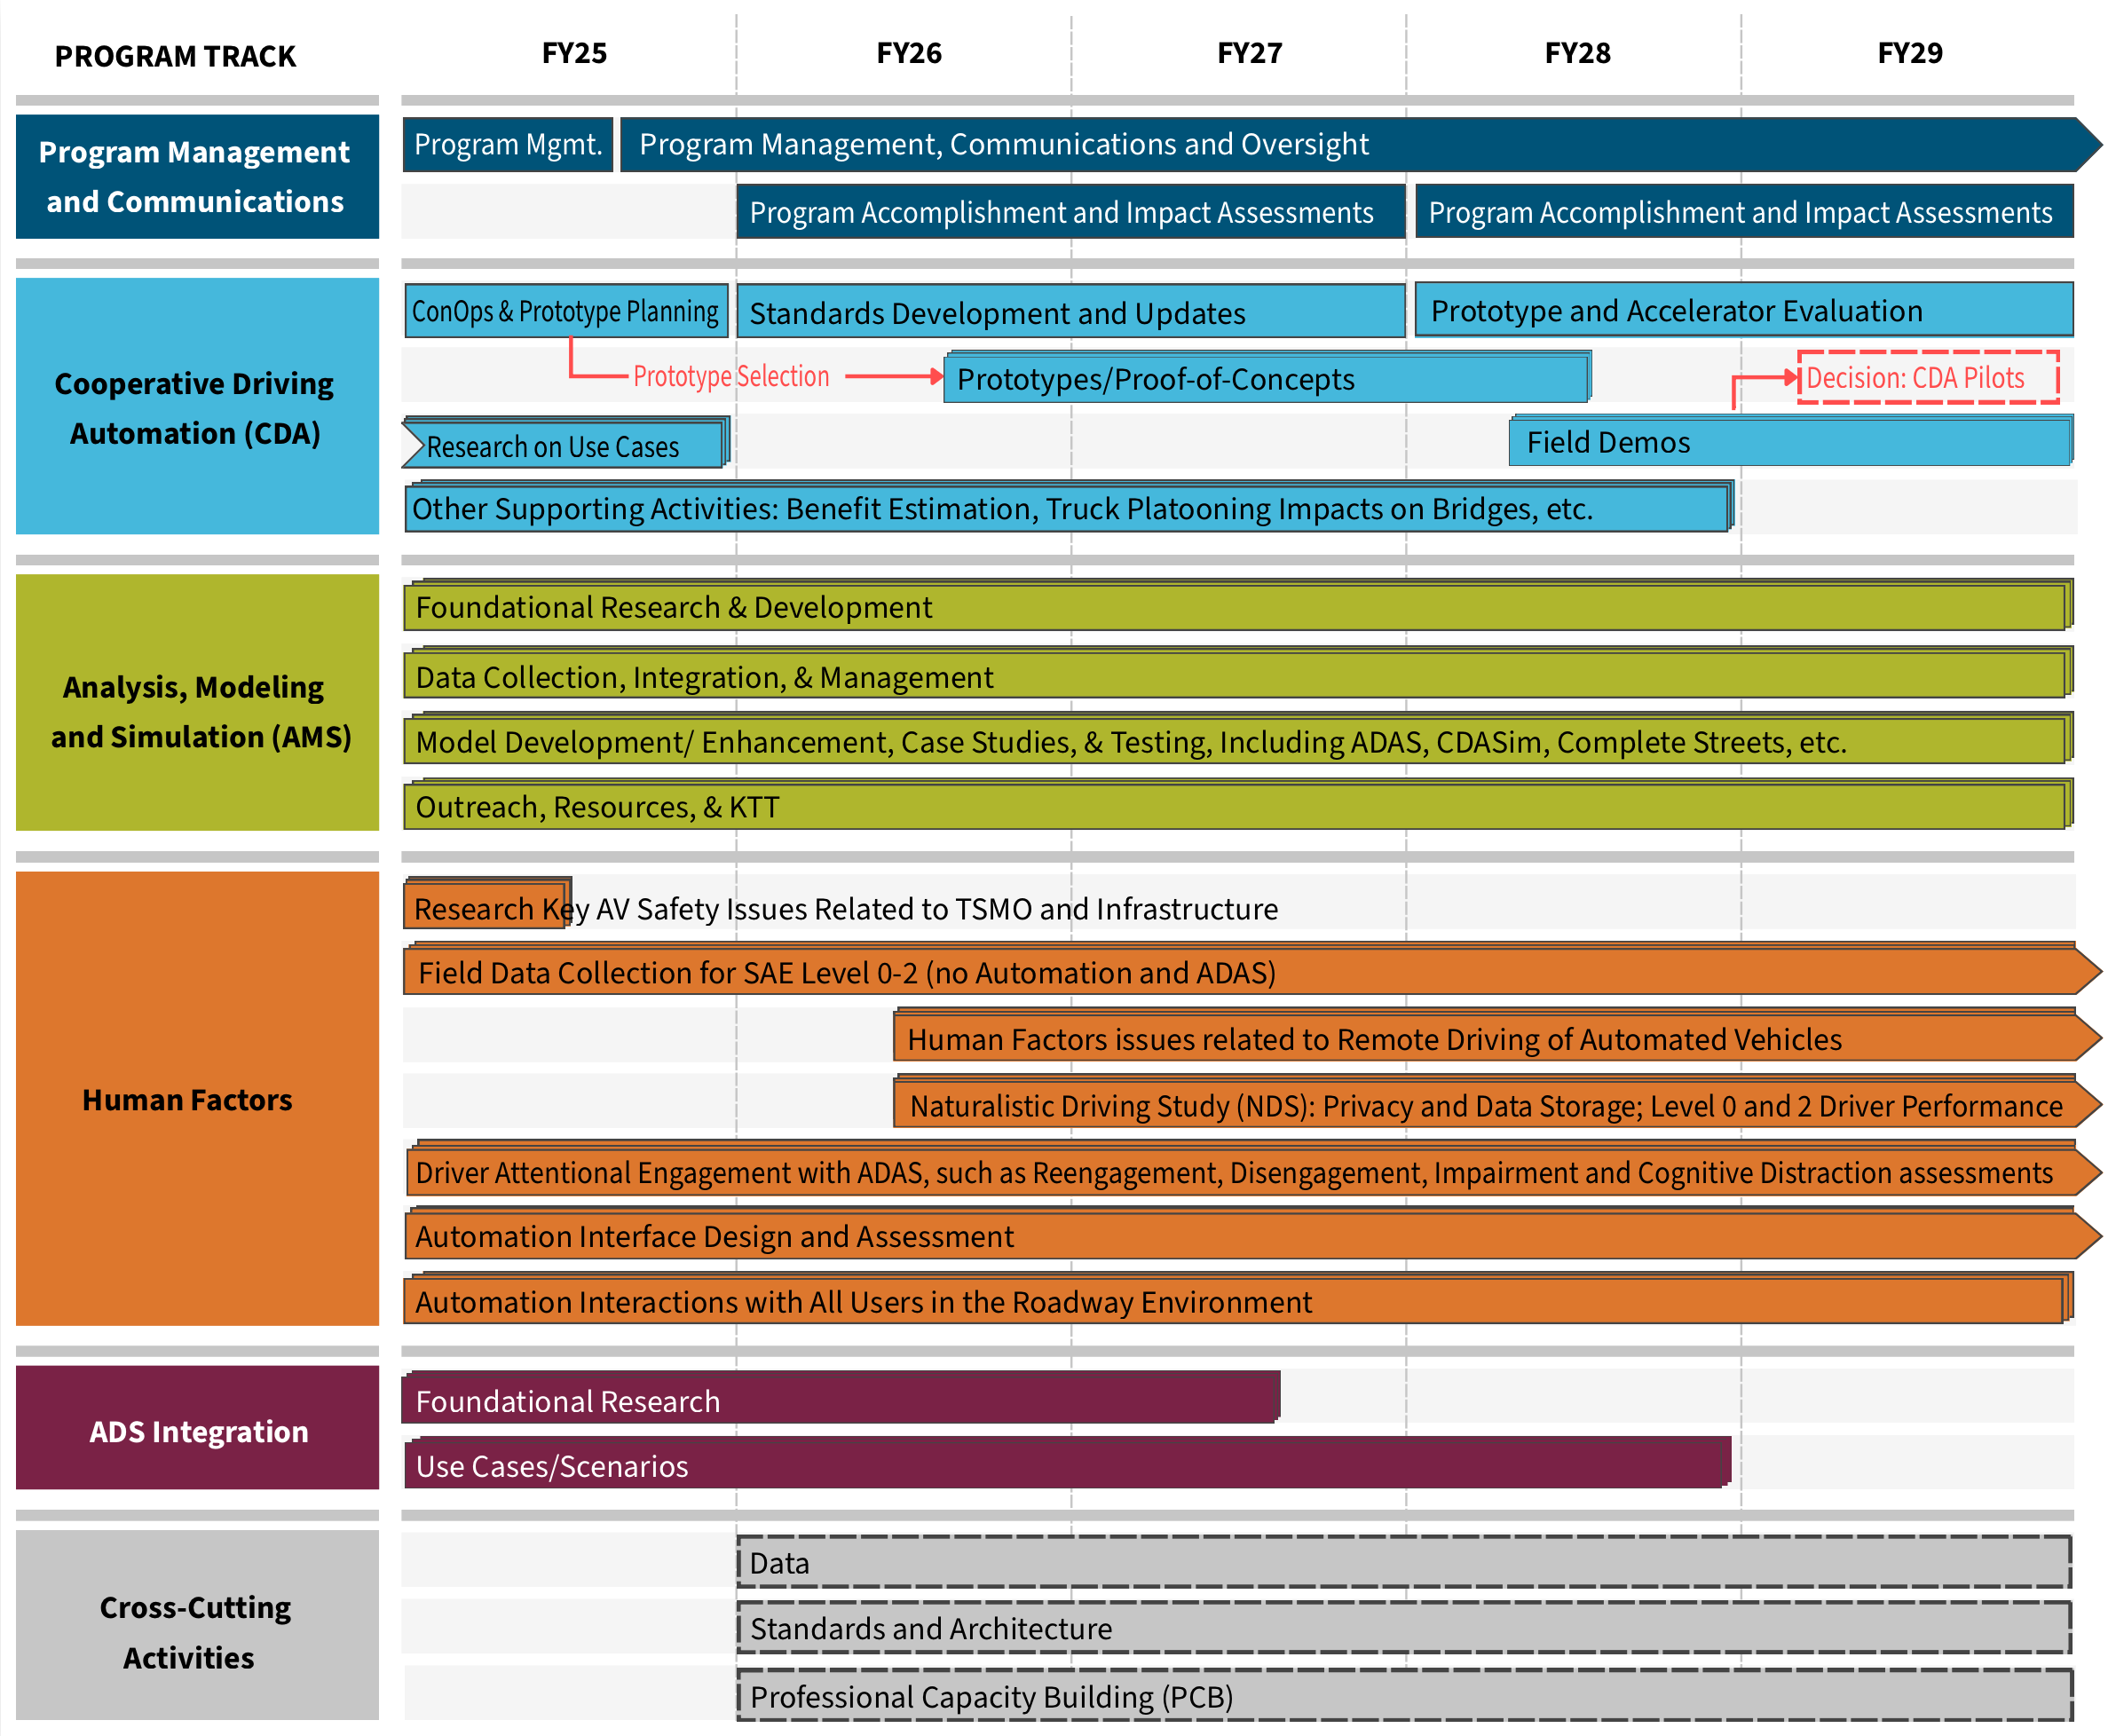 PROGRAM TRACK
FY25
FY26
FY27
FY28
FY29
Program Management
and Communications
Program Mgmt.
Program Management, Communications and Oversight
Program Accomplishment and Impact Assessments
Program Accomplishment and Impact Assessments
Cooperative Driving
Automation (CDA)
ConOps & Prototype Planning
Standards Development and Updates
Prototype and Accelerator Evaluation
Prototype Selection
Prototypes/Proof-of-Concepts
Decision: CDA Pilots
Research on Use Cases
Field Demos
Other Supporting Activities: Benefit Estimation, Truck Platooning Impacts on Bridges, etc.
Analysis, Modeling
and Simulation (AMS)
Foundational Research & Development
Data Collection, Integration, & Management
Model Development/ Enhancement, Case Studies, & Testing, Including ADAS, CDASim, Complete Streets, etc.
Outreach, Resources, & KTT
Human Factors
Research Key AV Safety Issues Related to TSMO and Infrastructure
Field Data Collection for SAE Level 0-2 (no Automation and ADAS)
Human Factors issues related to Remote Driving of Automated Vehicles
Naturalistic Driving Study (NDS): Privacy and Data Storage; Level 0 and 2 Driver Performance
Driver Attentional Engagement with ADAS, such as Reengagement, Disengagement, Impairment and Cognitive Distraction assessments
Automation Interface Design and Assessment
Automation Interactions with All Users in the Roadway Environment
ADS Integration
Foundational Research
Use Cases/Scenarios
Cross-Cutting
Activities
Data
Standards and Architecture
Professional Capacity Building (PCB)